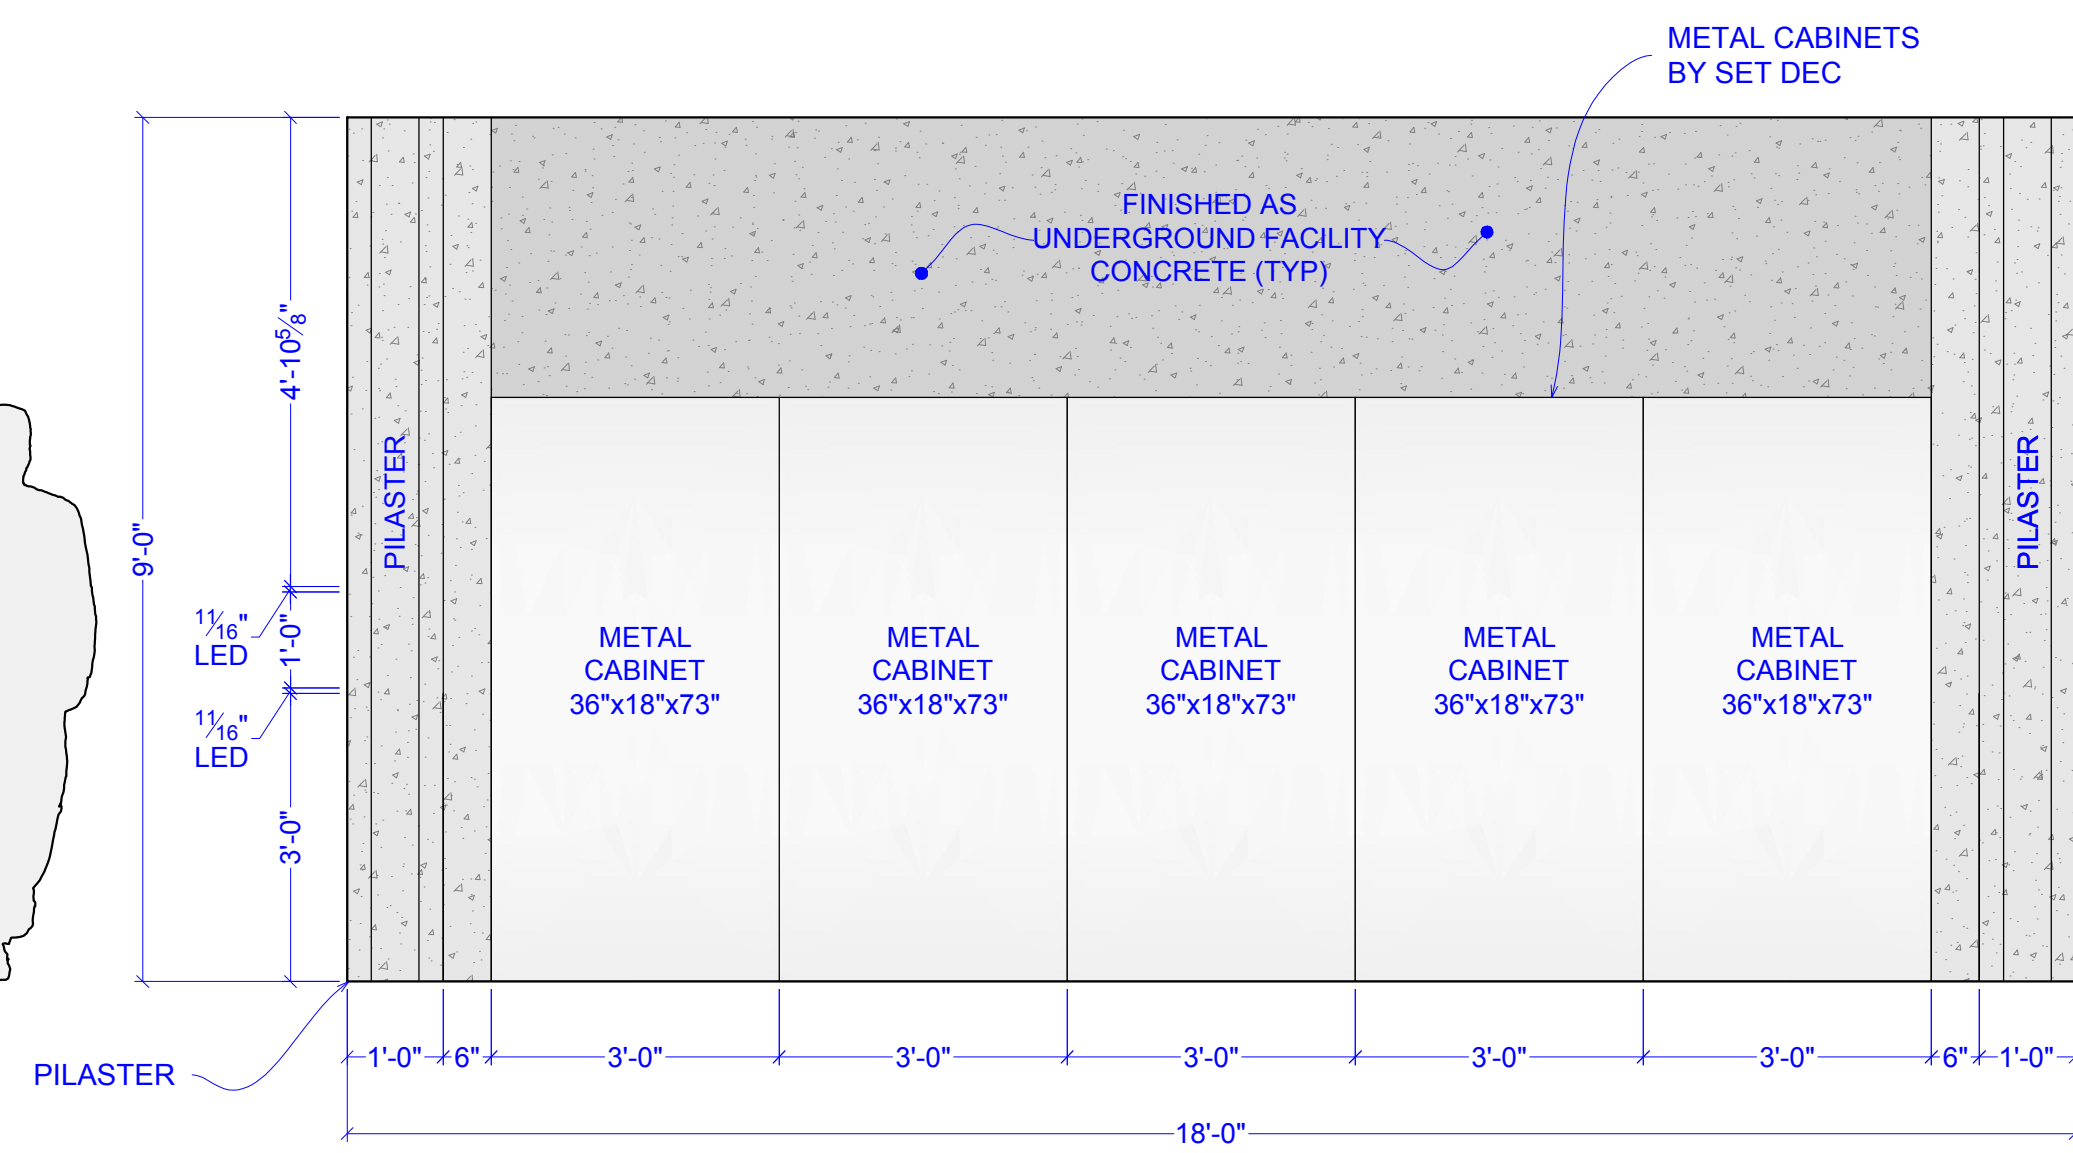 METAL CABINETS
BY SET DEC
FINISHED AS
UNDERGROUND FACILITY
CONCRETE (TYP)
4'-10⅝"
9'-0"
PILASTER
PILASTER
11/16"
LED
1'-0"
11/16"
LED
3'-0"
METAL
CABINET
36"x18"x73"
METAL
CABINET
36"x18"x73"
METAL
CABINET
36"x18"x73"
METAL
CABINET
36"x18"x73"
METAL
CABINET
36"x18"x73"
PILASTER
1'-0"
6"
3'-0"
3'-0"
3'-0"
3'-0"
3'-0"
6"
1'-0"
18'-0"